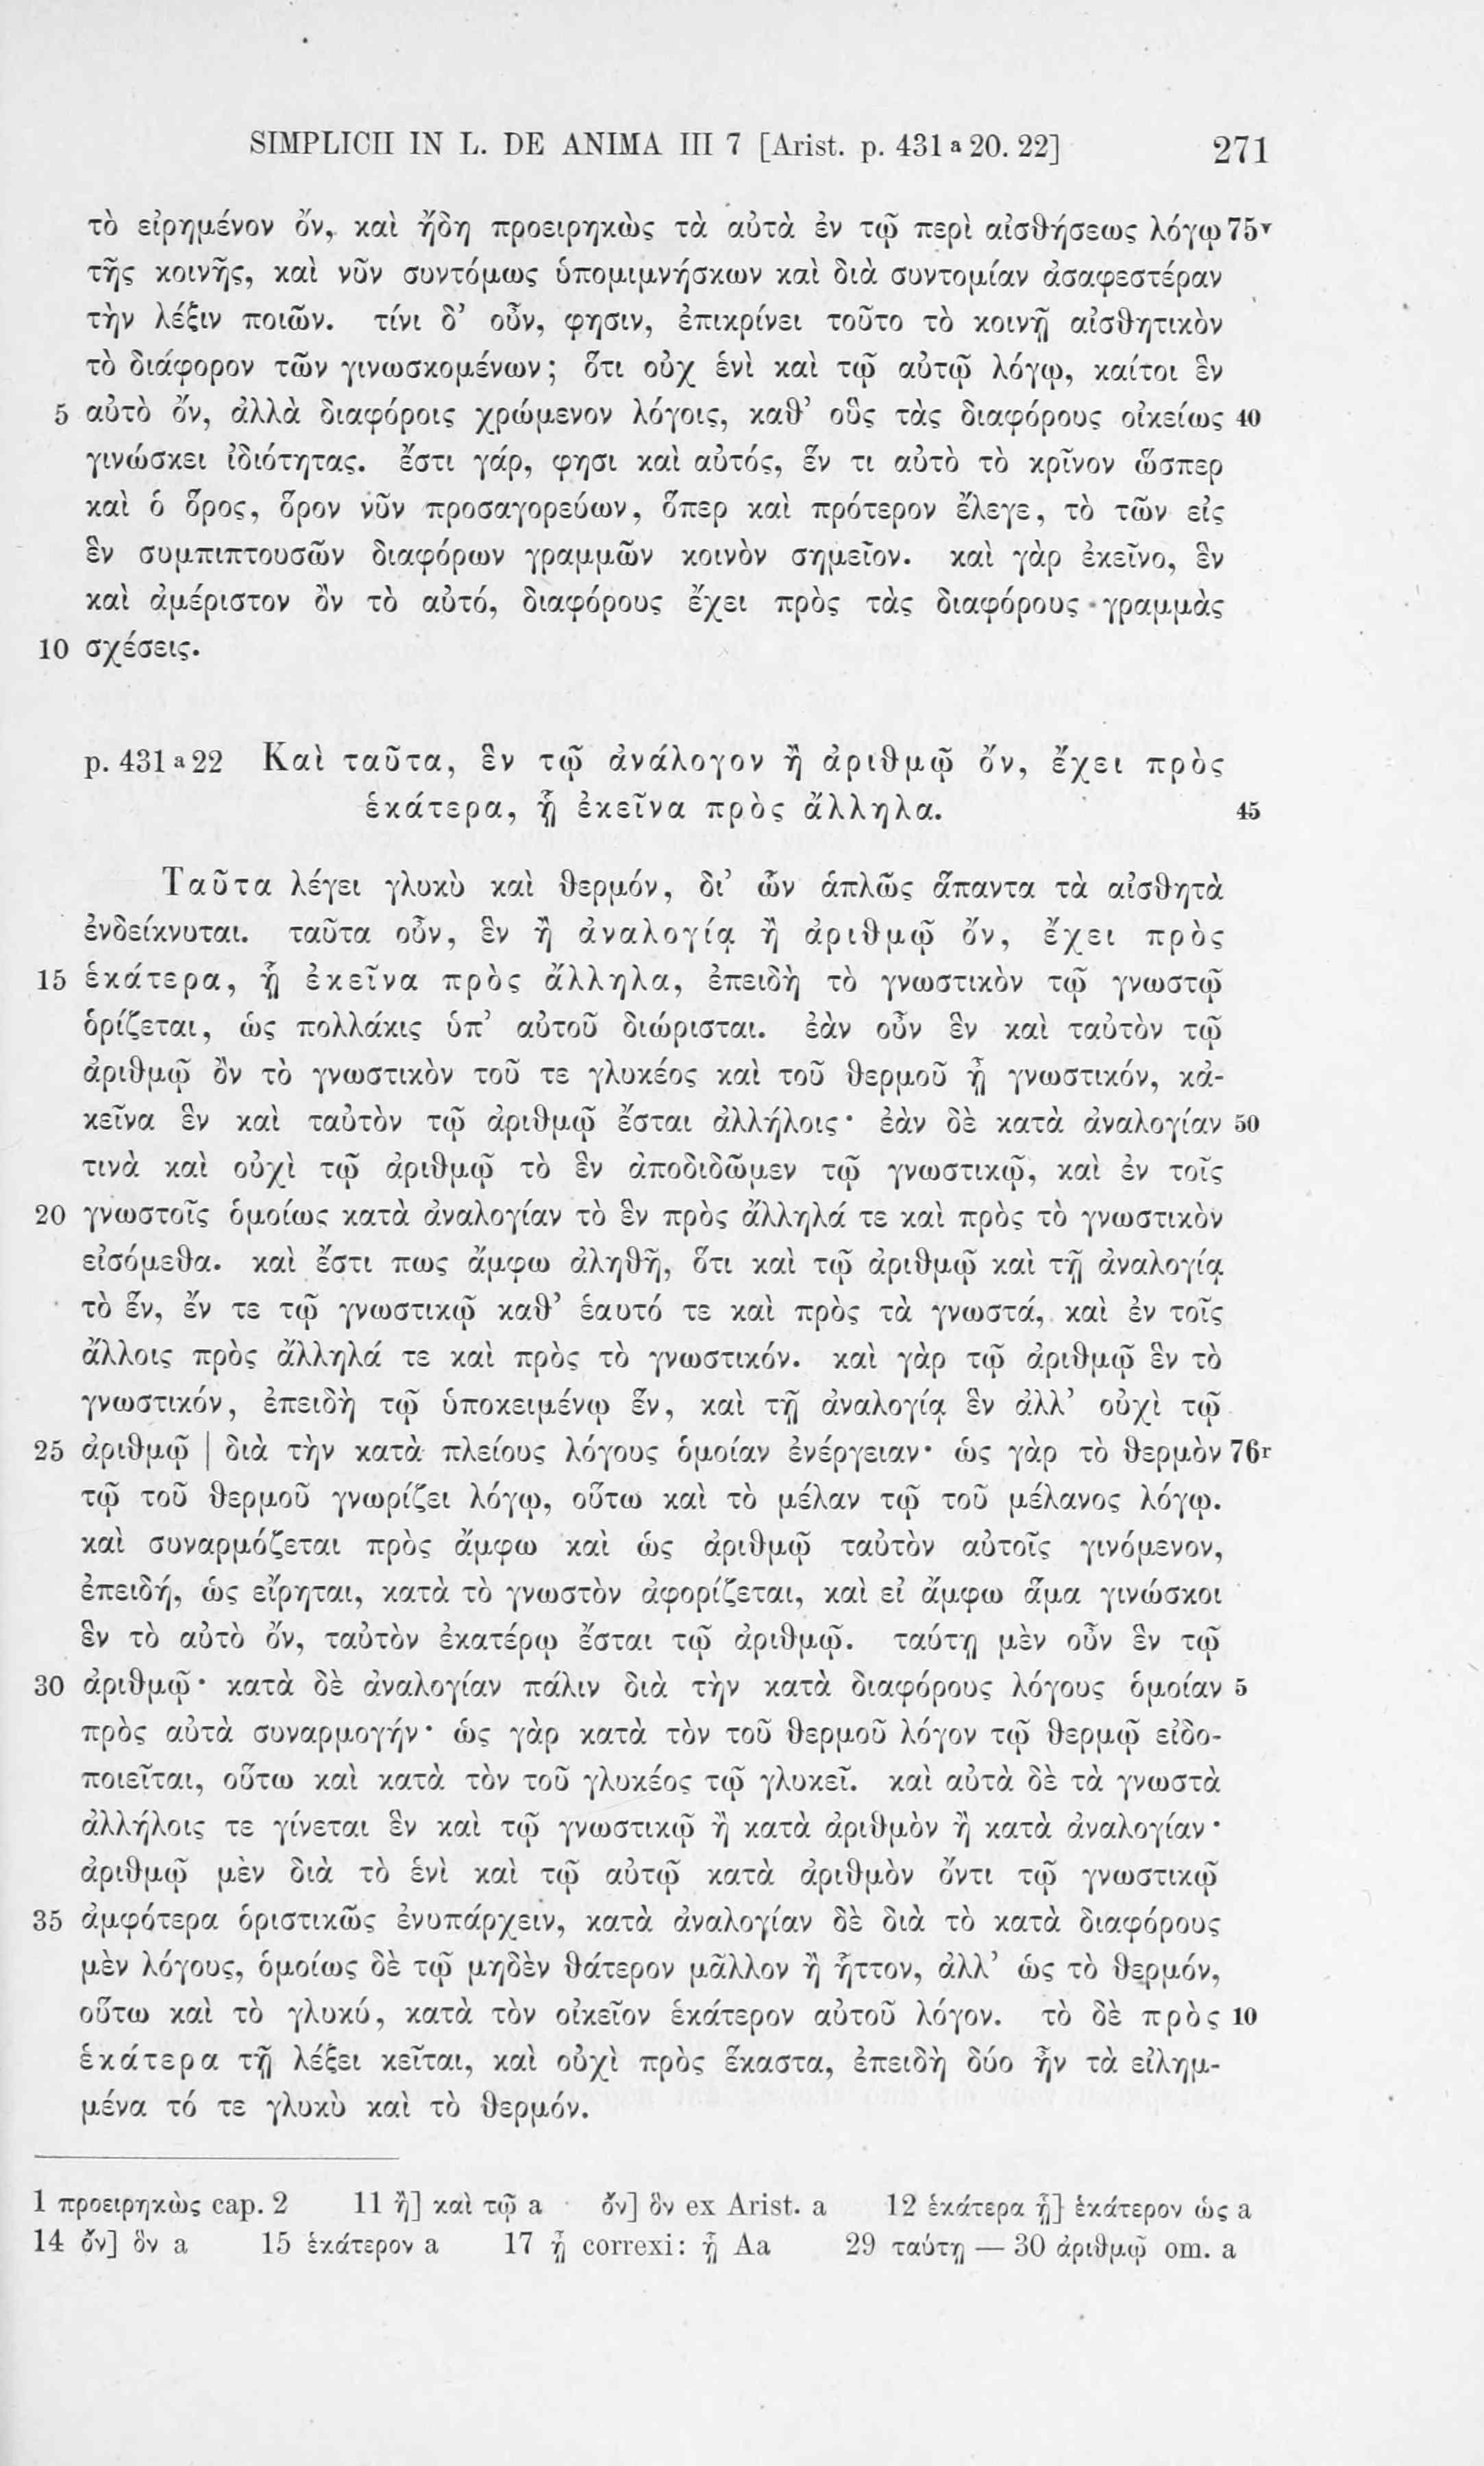 SIMPLICII IN L. DE ANIMA III 7 [Arist. p. 431 a 20. 22] 271
τὸ εἰρημένον ὄν, καὶ ἤδη προειρηκὼς τὰ αὐτὰ ἐν τῷ περὶ αἰσθήσεως λόγῳ 75v
τῆς κοινῆς, καὶ νῦν συντόμως ὑπομιμνήσκων καὶ διὰ συντομίαν ἀσαφεστέραν
τὴν λέξιν ποιῶν. τίνι δ’ οὖν, φησιν, ἐπικρίνει τοῦτο τὸ κοινῇ αἰσθητικὸν
τὸ διάφορον τῶν γινωσκομένων; ὅτι οὐχ ἑνὶ καὶ τῷ αὐτῷ λόγῳ, καίτοι ἓν
5 αὐτὸ ὄν, ἀλλὰ διαφόροις χρώμενον λόγοις, καθ’ οὓς τὰς διαφόρους οἰκείως 40
γινώσκει ἰδιότητας. ἔστι γάρ, φησι καὶ αὐτός, ἕν τι αὐτὸ τὸ κρῖνον ὥσπερ
καὶ ὁ ὅρος, ὅρον νῦν προσαγορεύων, ὅπερ καὶ πρότερον ἔλεγε, τὸ τῶν εἰς
ἓν συμπιπτουσῶν διαφόρων γραμμῶν κοινὸν σημεῖον. καὶ γὰρ ἐκεῖνο, ἓν
καὶ ἀμέριστον ὂν τὸ αὐτό, διαφόρους ἔχει πρὸς τὰς διαφόρους γραμμὰς
10 σχέσεις.
p. 431 a 22 Καὶ ταῦτα, ἓν τῷ ἀνάλογον ἢ ἀριθμῷ ὄν, ἔχει πρὸς
ἑκάτερα, ᾗ ἐκεῖνα πρὸς ἄλληλα. 45
Ταῦτα λέγει γλυκὺ καὶ θερμόν, δι’ ὧν ἁπλῶς ἅπαντα τὰ αἰσθητὰ
ἐνδείκνυται. ταῦτα οὖν, ἓν ἢ ἀναλογίᾳ ἢ ἀριθμῷ ὄν, ἔχει πρὸς
15 ἑκάτερα, ᾗ ἐκεῖνα πρὸς ἄλληλα, ἐπειδὴ τὸ γνωστικὸν τῷ γνωστῷ
ὁρίζεται, ὡς πολλάκις ὑπ’ αὐτοῦ διώρισται. ἐὰν οὖν ἓν καὶ ταὐτὸν τῷ
ἀριθμῷ ὂν τὸ γνωστικὸν τοῦ τε γλυκέος καὶ τοῦ θερμοῦ ᾖ γνωστικόν, κἀ-
κεῖνα ἓν καὶ ταὐτὸν τῷ ἀριθμῷ ἔσται ἀλλήλοις· ἐὰν δὲ κατὰ ἀναλογίαν 50
τινὰ καὶ οὐχὶ τῷ ἀριθμῷ τὸ ἓν ἀποδιδῶμεν τῷ γνωστικῷ, καὶ ἐν τοῖς
20 γνωστοῖς ὁμοίως κατὰ ἀναλογίαν τὸ ἓν πρὸς ἄλληλά τε καὶ πρὸς τὸ γνωστικὸν
εἰσόμεθα. καὶ ἔστι πως ἄμφω ἀληθῆ, ὅτι καὶ τῷ ἀριθμῷ καὶ τῇ ἀναλογίᾳ
τὸ ἕν, ἔν τε τῷ γνωστικῷ καθ’ ἑαυτό τε καὶ πρὸς τὰ γνωστά, καὶ ἐν τοῖς
ἄλλοις πρὸς ἄλληλά τε καὶ πρὸς τὸ γνωστικόν. καὶ γὰρ τῷ ἀριθμῷ ἓν τὸ
γνωστικόν, ἐπειδὴ τῷ ὑποκειμένῳ ἕν, καὶ τῇ ἀναλογίᾳ ἓν ἀλλ’ οὐχὶ τῷ
25 ἀριθμῷ | διὰ τὴν κατὰ πλείους λόγους ὁμοίαν ἐνέργειαν· ὡς γὰρ τὸ θερμὸν 76r
τῷ τοῦ θερμοῦ γνωρίζει λόγῳ, οὕτω καὶ τὸ μέλαν τῷ τοῦ μέλανος λόγῳ.
καὶ συναρμόζεται πρὸς ἄμφω καὶ ὡς ἀριθμῷ ταὐτὸν αὐτοῖς γινόμενον,
ἐπειδή, ὡς εἴρηται, κατὰ τὸ γνωστὸν ἀφορίζεται, καὶ εἰ ἄμφω ἅμα γινώσκοι
ἓν τὸ αὐτὸ ὄν, ταὐτὸν ἑκατέρῳ ἔσται τῷ ἀριθμῷ. ταύτῃ μὲν οὖν ἓν τῷ
30 ἀριθμῷ· κατὰ δὲ ἀναλογίαν πάλιν διὰ τὴν κατὰ διαφόρους λόγους ὁμοίαν 5
πρὸς αὐτὰ συναρμογήν· ὡς γὰρ κατὰ τὸν τοῦ θερμοῦ λόγον τῷ θερμῷ εἰδο-
ποιεῖται, οὕτω καὶ κατὰ τὸν τοῦ γλυκέος τῷ γλυκεῖ. καὶ αὐτὰ δὲ τὰ γνωστὰ
ἀλλήλοις τε γίνεται ἓν καὶ τῷ γνωστικῷ ἢ κατὰ ἀριθμὸν ἢ κατὰ ἀναλογίαν·
ἀριθμῷ μὲν διὰ τὸ ἑνὶ καὶ τῷ αὐτῷ κατὰ ἀριθμὸν ὄντι τῷ γνωστικῷ
35 ἀμφότερα ὁριστικῶς ἐνυπάρχειν, κατὰ ἀναλογίαν δὲ διὰ τὸ κατὰ διαφόρους
μὲν λόγους, ὁμοίως δὲ τῷ μηδὲν θάτερον μᾶλλον ἢ ἧττον, ἀλλ’ ὡς τὸ θερμόν,
οὕτω καὶ τὸ γλυκύ, κατὰ τὸν οἰκεῖον ἑκάτερον αὐτοῦ λόγον. τὸ δὲ πρὸς 10
ἑκάτερα τῇ λέξει κεῖται, καὶ οὐχὶ πρὸς ἕκαστα, ἐπειδὴ δύο ἦν τὰ εἰλημ-
μένα τό τε γλυκὺ καὶ τὸ θερμόν.
1 προειρηκὼς cap. 2 11 ἢ] καὶ τῷ a ὄν] ὃν ex Arist. a 12 ἑκάτερα ᾗ] ἑκάτερον ὡς a
14 ὄν] ὃν a 15 ἑκάτερον a 17 ᾖ correxi: ᾗ Aa 29 ταύτῃ — 30 ἀριθμῷ om. a